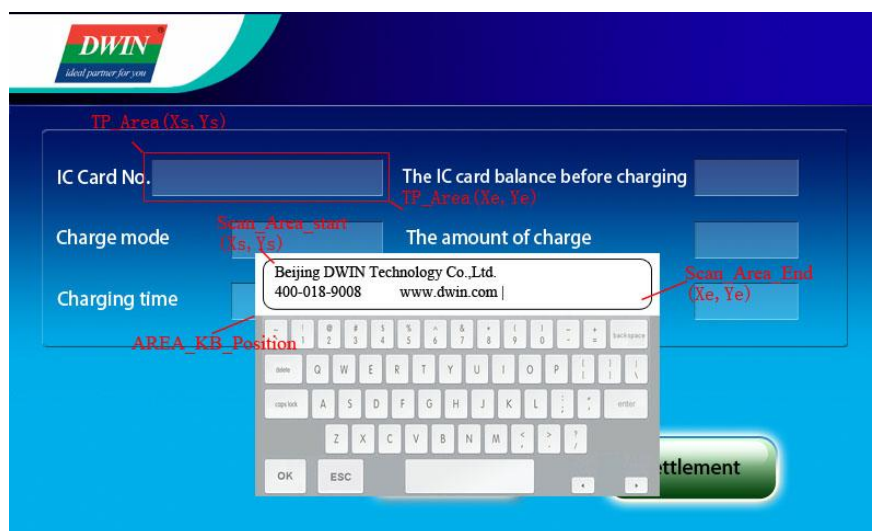 DWIN
®
ideal partner for you
TP_Area(Xs,Ys)
IC Card No.
The IC card balance before charging
TP_Area(Xe,Ye)
Charge mode
Scan_Area_start
(Xs,Ys)
The amount of charge
Beijing DWIN Technology Co.,Ltd.
400-018-9008 www.dwin.com |
Scan_Area_End
(Xe,Ye)
Charging time
AREA_KB_Position
~ ! @ # $ % ^ & * ( ) - +
1 2 3 4 5 6 7 8 9 0 - = backspace
delete Q W E R T Y U I O P { } |
[ ] \
caps lock A S D F G H J K L : " enter
; '
Z X C V B N M < > ?
, . /
OK ESC
ttlement